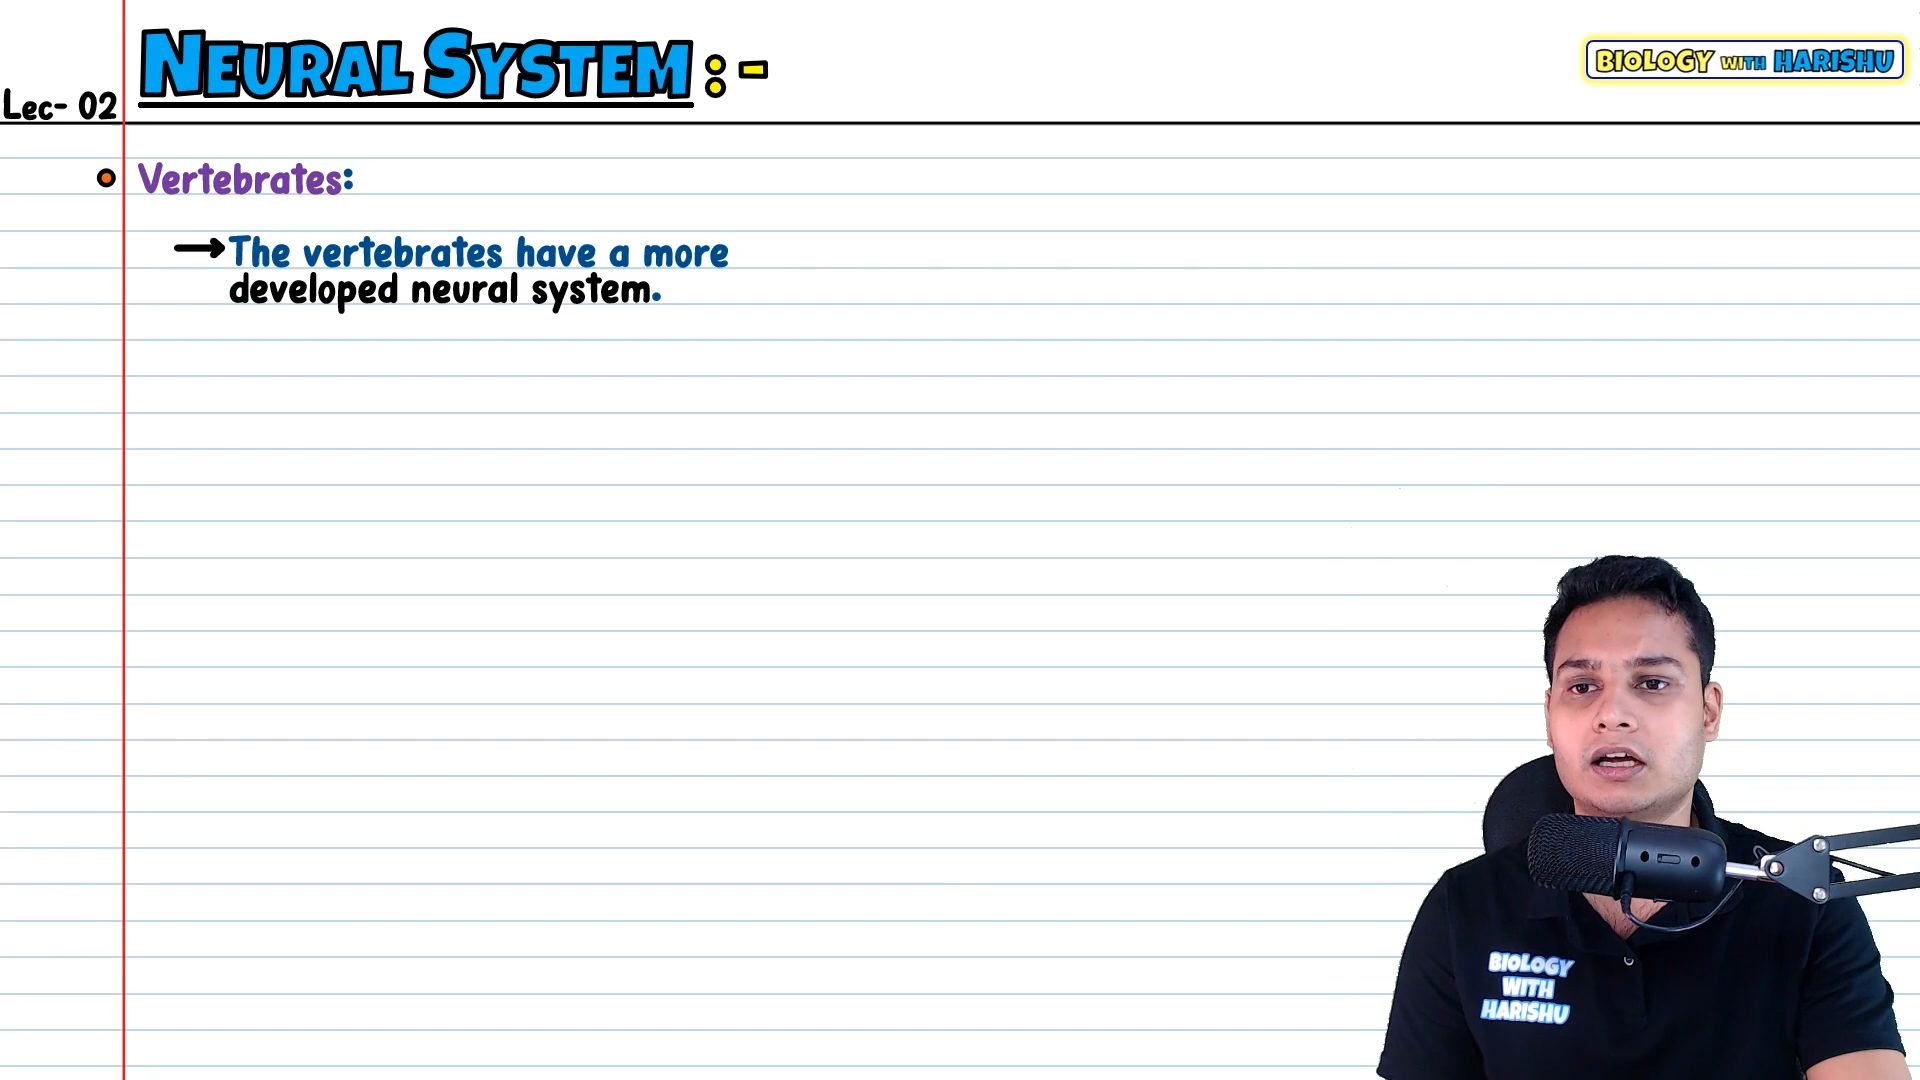 NEURAL SYSTEM :-
BIOLOGY WITH HARISHU
Lec- 02
Vertebrates:
→The vertebrates have a more
developed neural system.
BIOLOGY
WITH
HARISHU